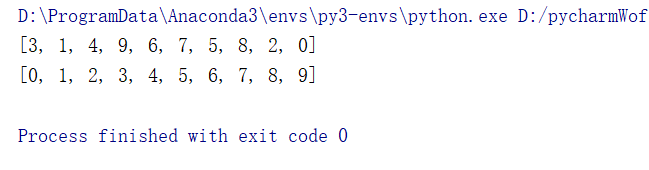 D:\ProgramData\Anaconda3\envs\py3-envs\python.exe D:/pycharmWof
[3, 1, 4, 9, 6, 7, 5, 8, 2, 0]
[0, 1, 2, 3, 4, 5, 6, 7, 8, 9]
Process finished with exit code 0